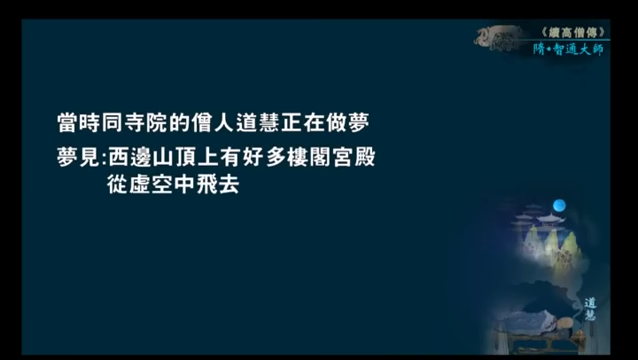 《續高僧傳》
隋•智通大師
當時同寺院的僧人道慧正在做夢
夢見:西邊山頂上有好多樓閣宮殿
從虛空中飛去
道慧